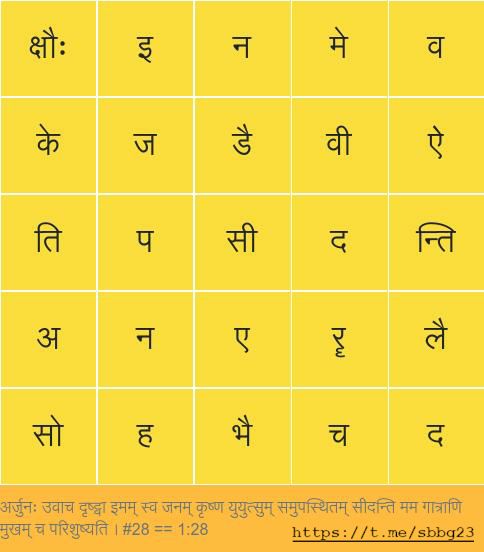 क्षौः इ न मे व
के ज डै वी ऐ
ति प सी द न्ति
अ न ए रॄ लै
सो ह भै च द
अर्जुनः उवाच दृष्ट्वा इमम् स्व जनम् कृष्ण युयुत्सुम् समुपस्थितम् सीदन्ति मम गात्राणि
मुखम् च परिशुष्यति । #28 == 1:28
https://t.me/sbbg23